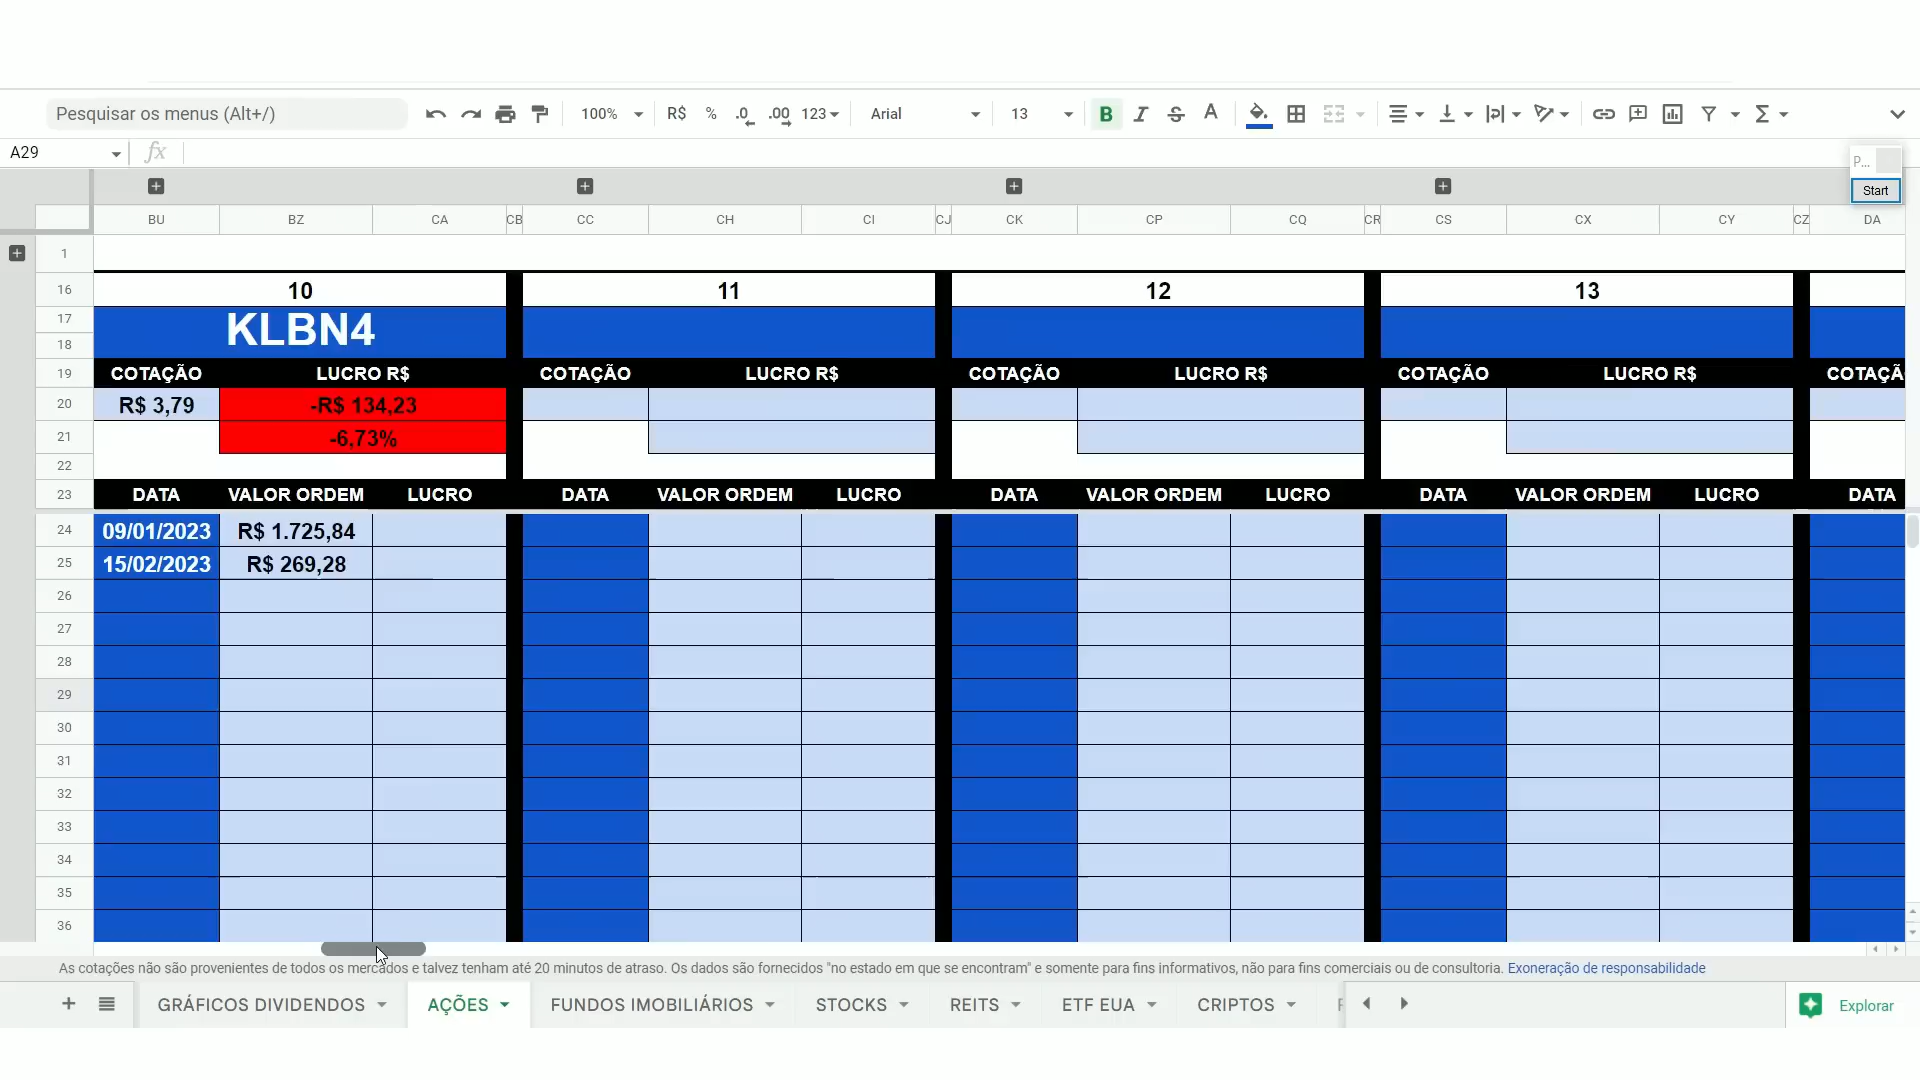 Pesquisar os menus (Alt+/)
100%
R$
%
.0
.00
123
Arial
13
B
I
S
A
Σ
A29
fx
P...
Start
BU BZ CA CB CC CH CI CJ CK CP CQ CR CS CX CY CZ DA
1
16 10 11 12 13
17
KLBN4
18
19 COTAÇÃO LUCRO R$ COTAÇÃO LUCRO R$ COTAÇÃO LUCRO R$ COTAÇÃO LUCRO R$ COTAÇÃ
20 R$ 3,79 -R$ 134,23
21 -6,73%
22
23 DATA VALOR ORDEM LUCRO DATA VALOR ORDEM LUCRO DATA VALOR ORDEM LUCRO DATA VALOR ORDEM LUCRO DATA
24 09/01/2023 R$ 1.725,84
25 15/02/2023 R$ 269,28
26
27
28
29
30
31
32
33
34
35
36
As cotações não são provenientes de todos os mercados e talvez tenham até 20 minutos de atraso. Os dados são fornecidos "no estado em que se encontram" e somente para fins informativos, não para fins comerciais ou de consultoria. Exoneração de responsabilidade
GRÁFICOS DIVIDENDOS AÇÕES FUNDOS IMOBILIÁRIOS STOCKS REITS ETF EUA CRIPTOS
Explorar